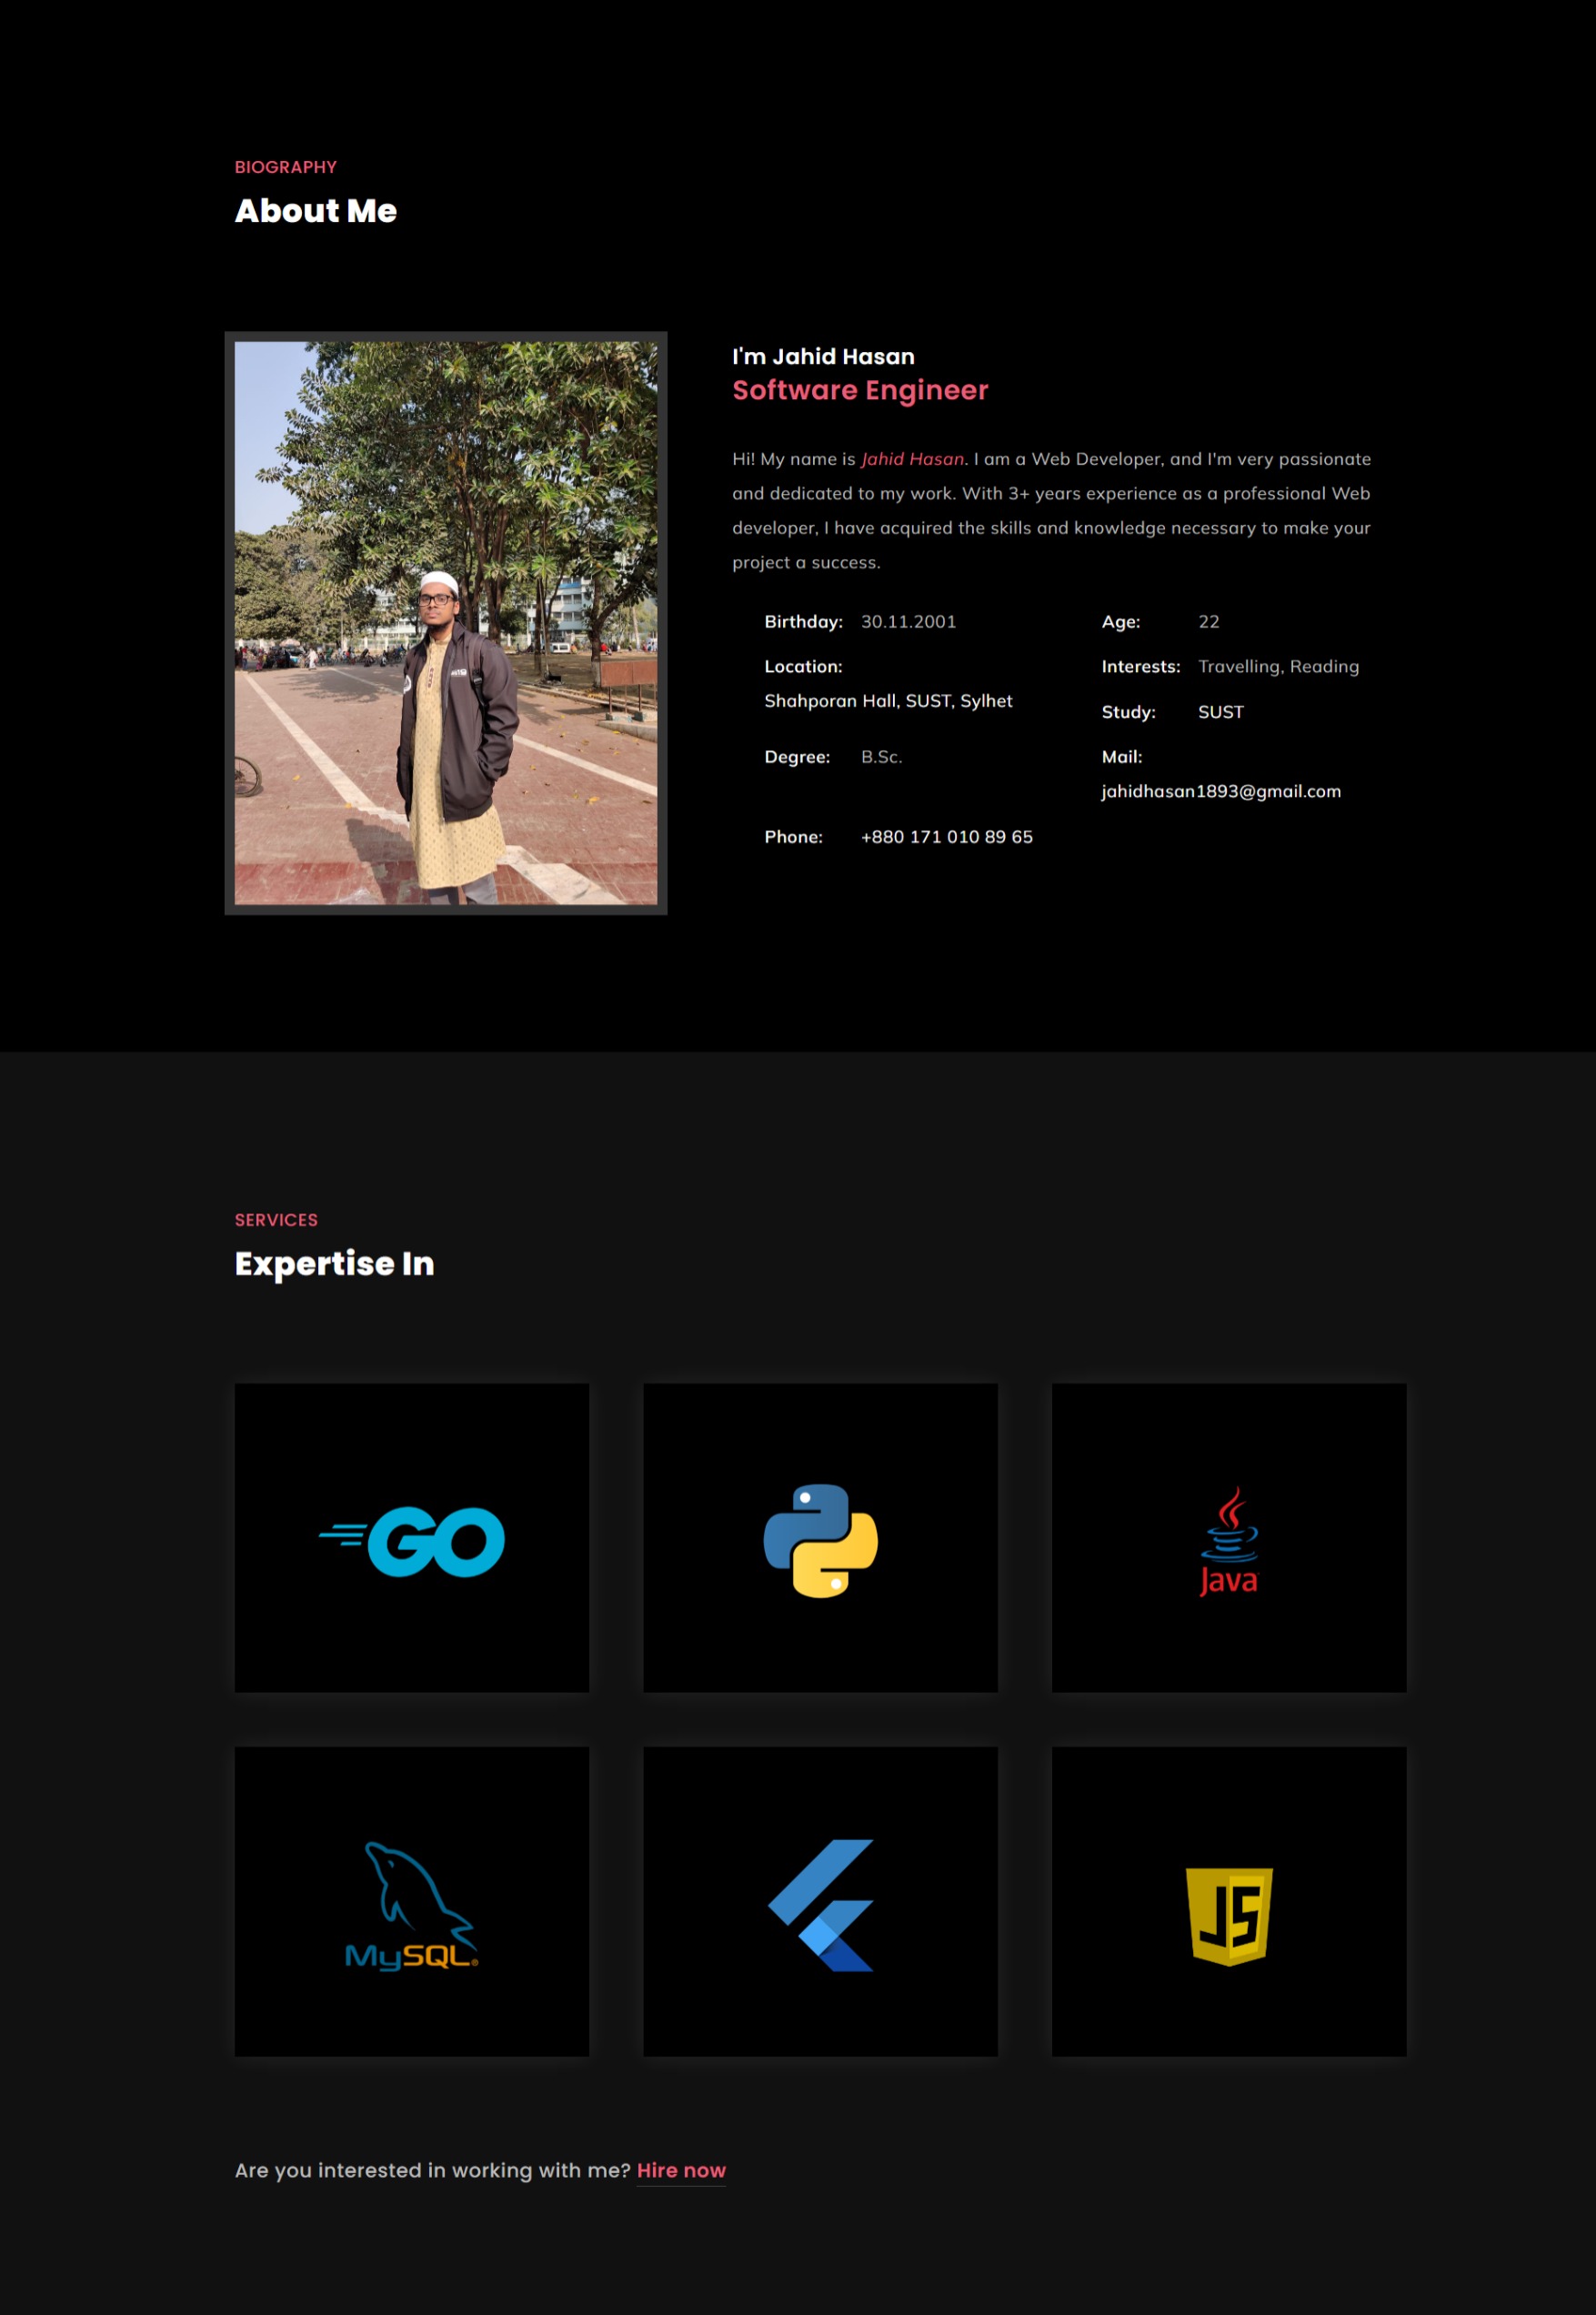 BIOGRAPHY
About Me
I'm Jahid Hasan
Software Engineer
Hi! My name is Jahid Hasan. I am a Web Developer, and I'm very passionate
and dedicated to my work. With 3+ years experience as a professional Web
developer, I have acquired the skills and knowledge necessary to make your
project a success.
Birthday: 30.11.2001
Location:
Shahporan Hall, SUST, Sylhet
Degree: B.Sc.
Phone: +880 171 010 89 65
Age: 22
Interests: Travelling, Reading
Study: SUST
Mail:
jahidhasan1893@gmail.com
SERVICES
Expertise In
GO
Java
MySQL®
JS
Are you interested in working with me? Hire now